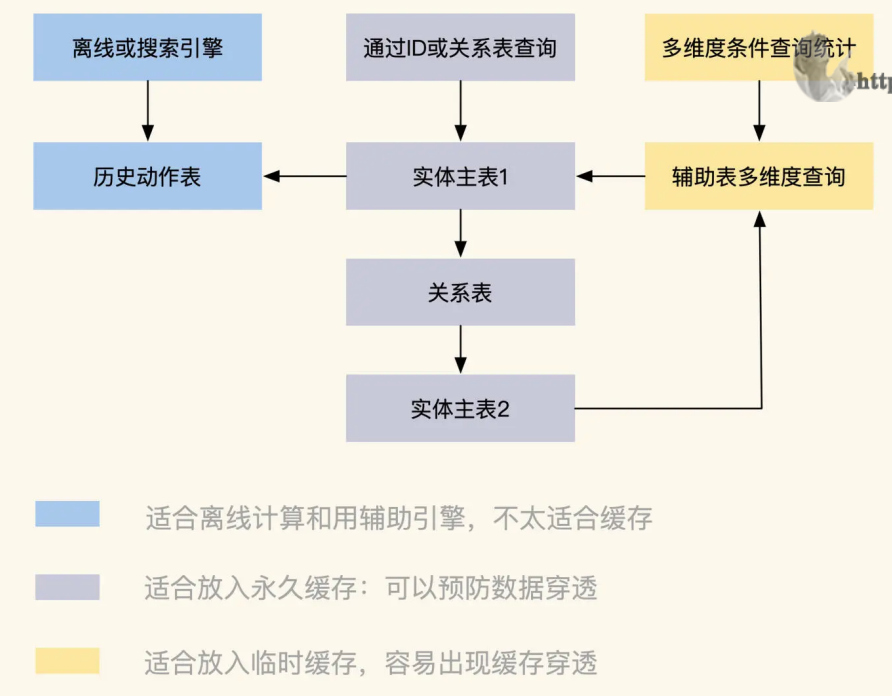 离线或搜索引擎
通过ID或关系表查询
多维度条件查询统计
http
历史动作表
实体主表1
辅助表多维度查询
关系表
实体主表2
适合离线计算和用辅助引擎，不太适合缓存
适合放入永久缓存：可以预防数据穿透
适合放入临时缓存，容易出现缓存穿透